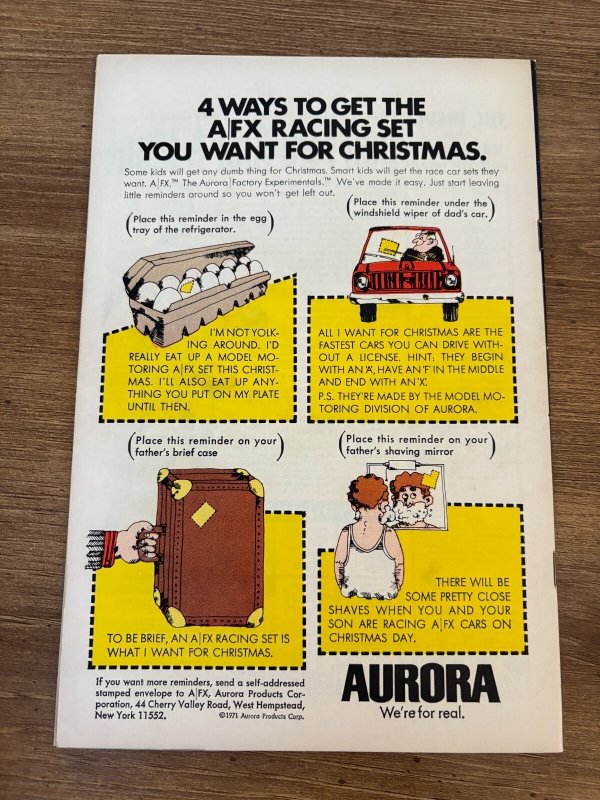 4 WAYS TO GET THE
A|FX RACING SET
YOU WANT FOR CHRISTMAS.
Some kids will get any dumb thing for Christmas. Smart kids will get the race car sets they
want. A|FX.™ The Aurora|Factory Experimentals.™ We've made it easy. Just start leaving
little reminders around so you won't get left out.
(Place this reminder in the egg
tray of the refrigerator.)
I'M NOT YOLK-
ING AROUND. I'D
REALLY EAT UP A MODEL MO-
TORING A|FX SET THIS CHRIST-
MAS. I'LL ALSO EAT UP ANY-
THING YOU PUT ON MY PLATE
UNTIL THEN.
(Place this reminder under the
windshield wiper of dad's car.)
ALL I WANT FOR CHRISTMAS ARE THE
FASTEST CARS YOU CAN DRIVE WITH-
OUT A LICENSE. HINT: THEY BEGIN
WITH AN 'A', HAVE AN 'F' IN THE MIDDLE
AND END WITH AN 'X'.
P.S. THEY'RE MADE BY THE MODEL MO-
TORING DIVISION OF AURORA.
(Place this reminder on your
father's brief case)
TO BE BRIEF, AN A|FX RACING SET IS
WHAT I WANT FOR CHRISTMAS.
(Place this reminder on your
father's shaving mirror)
THERE WILL BE
SOME PRETTY CLOSE
SHAVES WHEN YOU AND YOUR
SON ARE RACING A|FX CARS ON
CHRISTMAS DAY.
If you want more reminders, send a self-addressed
stamped envelope to A|FX, Aurora Products Cor-
poration, 44 Cherry Valley Road, West Hempstead,
New York 11552. ©1971 Aurora Products Corp.
AURORA
We're for real.